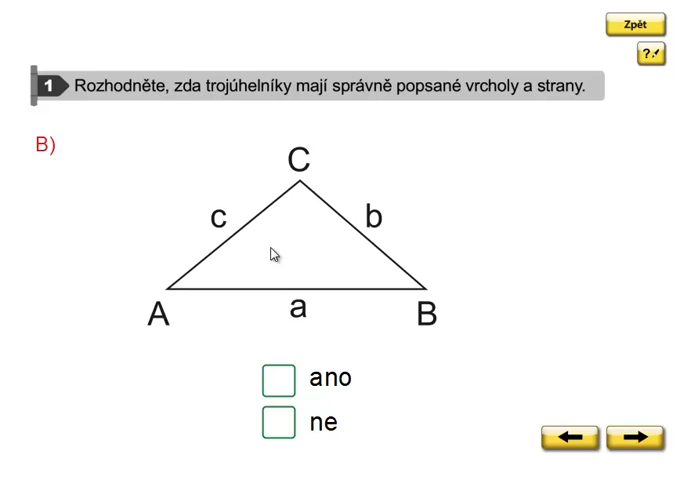 Zpět
?
1 Rozhodněte, zda trojúhelníky mají správně popsané vrcholy a strany.
B)
C
c b
A a B
ano
ne